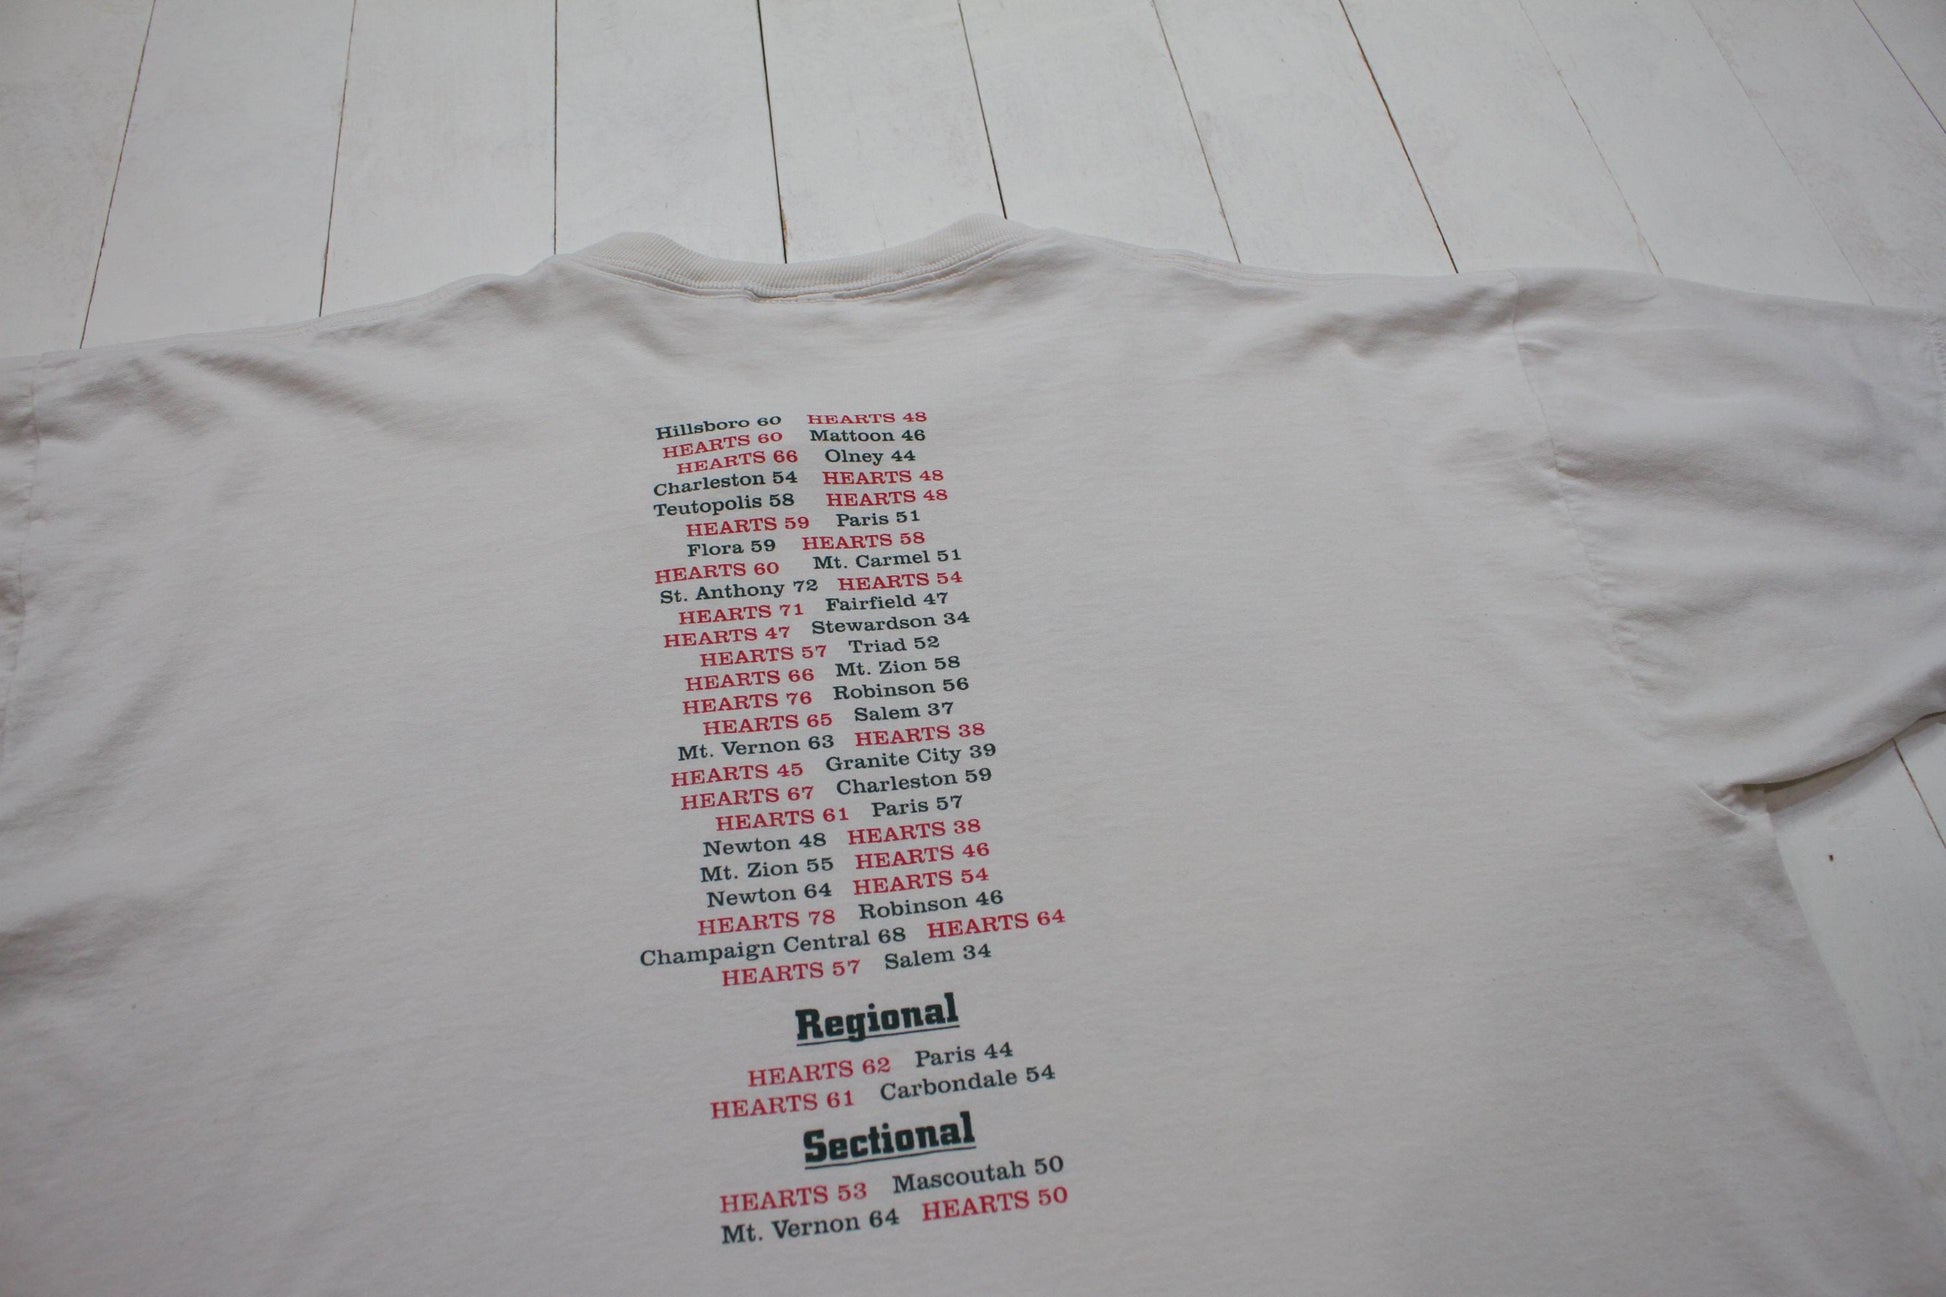 Hillsboro 60 HEARTS 48
HEARTS 60 Mattoon 46
HEARTS 66 Olney 44
Charleston 54 HEARTS 48
Teutopolis 58 HEARTS 48
HEARTS 59 Paris 51
Flora 59 HEARTS 58
HEARTS 60 Mt. Carmel 51
St. Anthony 72 HEARTS 54
HEARTS 71 Fairfield 47
HEARTS 47 Stewardson 34
HEARTS 57 Triad 52
HEARTS 66 Mt. Zion 58
HEARTS 76 Robinson 56
HEARTS 65 Salem 37
Mt. Vernon 63 HEARTS 38
HEARTS 45 Granite City 39
HEARTS 67 Charleston 59
HEARTS 61 Paris 57
Newton 48 HEARTS 38
Mt. Zion 55 HEARTS 46
Newton 64 HEARTS 54
HEARTS 78 Robinson 46
Champaign Central 68 HEARTS 64
HEARTS 57 Salem 34
Regional
HEARTS 62 Paris 44
HEARTS 61 Carbondale 54
Sectional
HEARTS 53 Mascoutah 50
Mt. Vernon 64 HEARTS 50